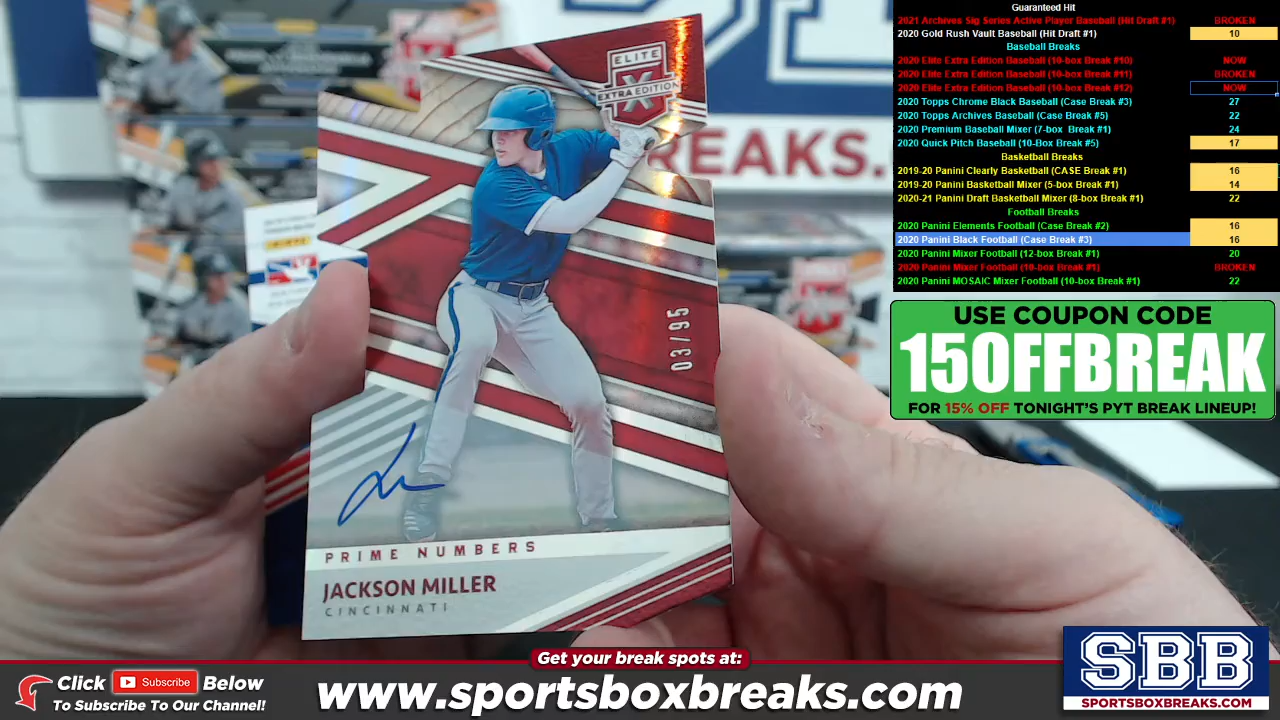 Guaranteed Hit
2021 Archives Sig Series Active Player Baseball (Hit Draft #1) BROKEN
2020 Gold Rush Vault Baseball (Hit Draft #1) 10
Baseball Breaks
2020 Elite Extra Edition Baseball (10-box Break #10) NOW
2020 Elite Extra Edition Baseball (10-box Break #11) BROKEN
2020 Elite Extra Edition Baseball (10-box Break #12) NOW
2020 Topps Chrome Black Baseball (Case Break #3) 27
2020 Topps Archives Baseball (Case Break #5) 22
2020 Premium Baseball Mixer (7-box Break #1) 24
2020 Quick Pitch Baseball (10-Box Break #5) 17
Basketball Breaks
2019-20 Panini Clearly Basketball (CASE Break #1) 16
2019-20 Panini Basketball Mixer (5-box Break #1) 14
2020-21 Panini Draft Basketball Mixer (8-box Break #1) 22
Football Breaks
2020 Panini Elements Football (Case Break #2) 16
2020 Panini Black Football (Case Break #3) 16
2020 Panini Mixer Football (12-box Break #1) 20
2020 Panini Mixer Football (10-box Break #1) BROKEN
2020 Panini MOSAIC Mixer Football (10-box Break #1) 22
USE COUPON CODE
15OFFBREAK
FOR 15% OFF TONIGHT'S PYT BREAK LINEUP!
ELITE
X
EXTRA EDITION
REAKS.
03/95
PRIME NUMBERS
JACKSON MILLER
CINCINNATI
Get your break spots at:
Click Subscribe Below
To Subscribe To Our Channel!
www.sportsboxbreaks.com
SBB
SPORTSBOXBREAKS.COM